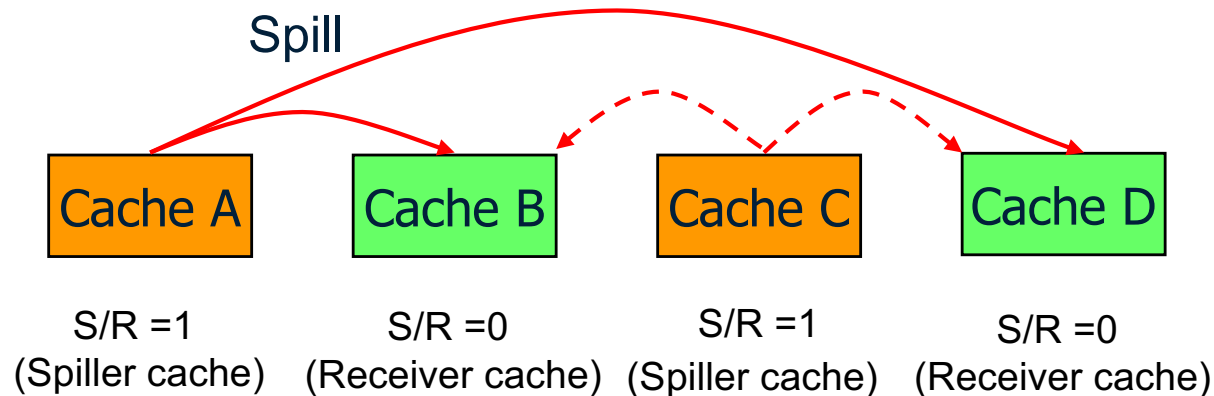 Spill
Cache A
Cache B
Cache C
Cache D
S/R =1
(Spiller cache)
S/R =0
(Receiver cache)
S/R =1
(Spiller cache)
S/R =0
(Receiver cache)